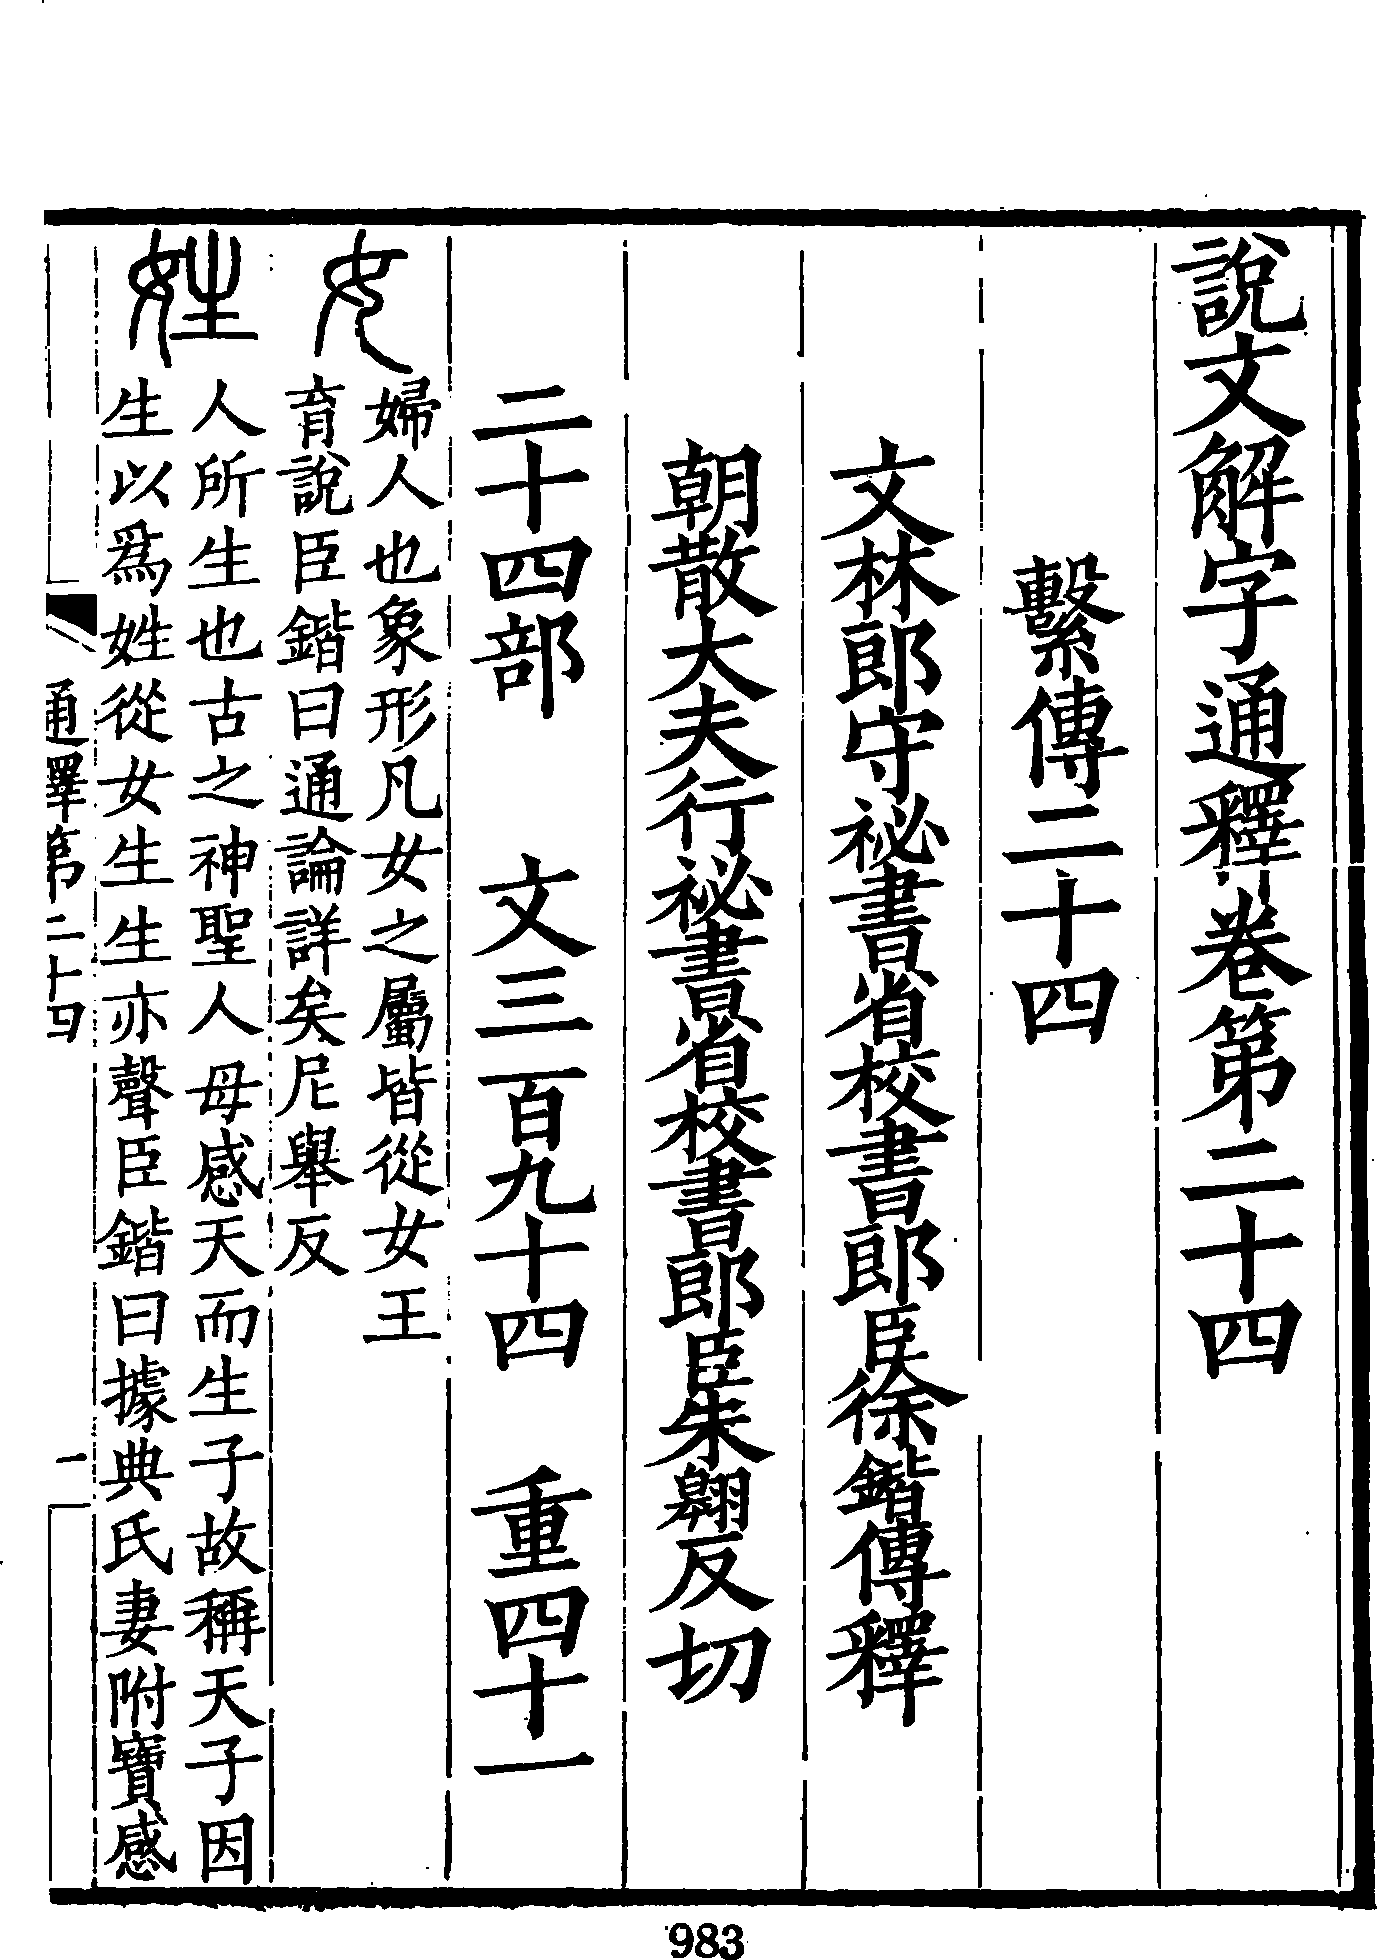 說文解字通釋卷第二十四
繫傳二十四
文林郎守祕書省校書郎臣徐鍇傳釋
朝散大夫行祕書省校書郎臣朱翱反切
二十四部 文三百九十四 重四十一
女
婦人也象形凡女之屬皆從女王
育說臣鍇曰通論詳矣尼舉反
姓
人所生也古之神聖人母感天而生子故稱天子因
生以爲姓從女生生亦聲臣鍇曰據典氏妻附寶感
通釋第二十四
一
983